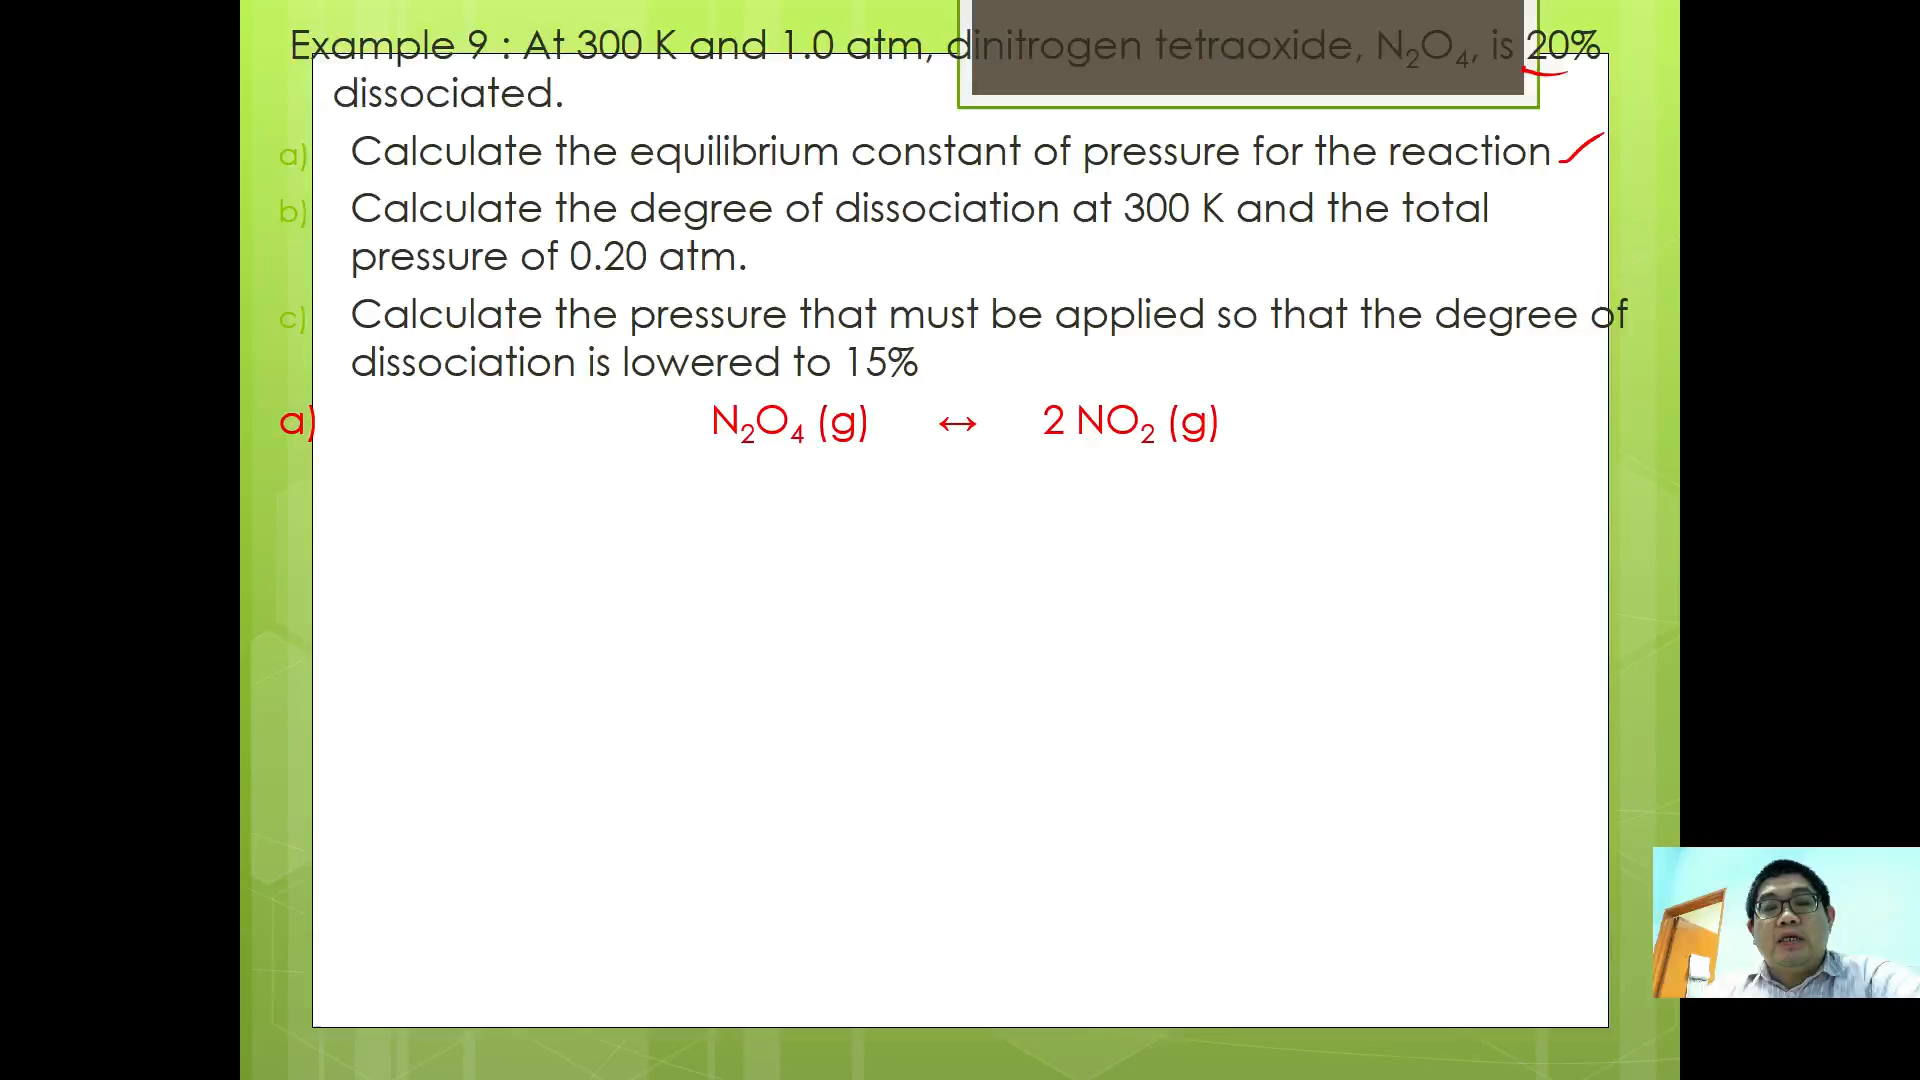 Example 9 : At 300 K and 1.0 atm, dinitrogen tetraoxide, N₂O₄, is 20%
dissociated.
a) Calculate the equilibrium constant of pressure for the reaction
b) Calculate the degree of dissociation at 300 K and the total
pressure of 0.20 atm.
c) Calculate the pressure that must be applied so that the degree of
dissociation is lowered to 15%
a) N₂O₄ (g) ↔ 2 NO₂ (g)